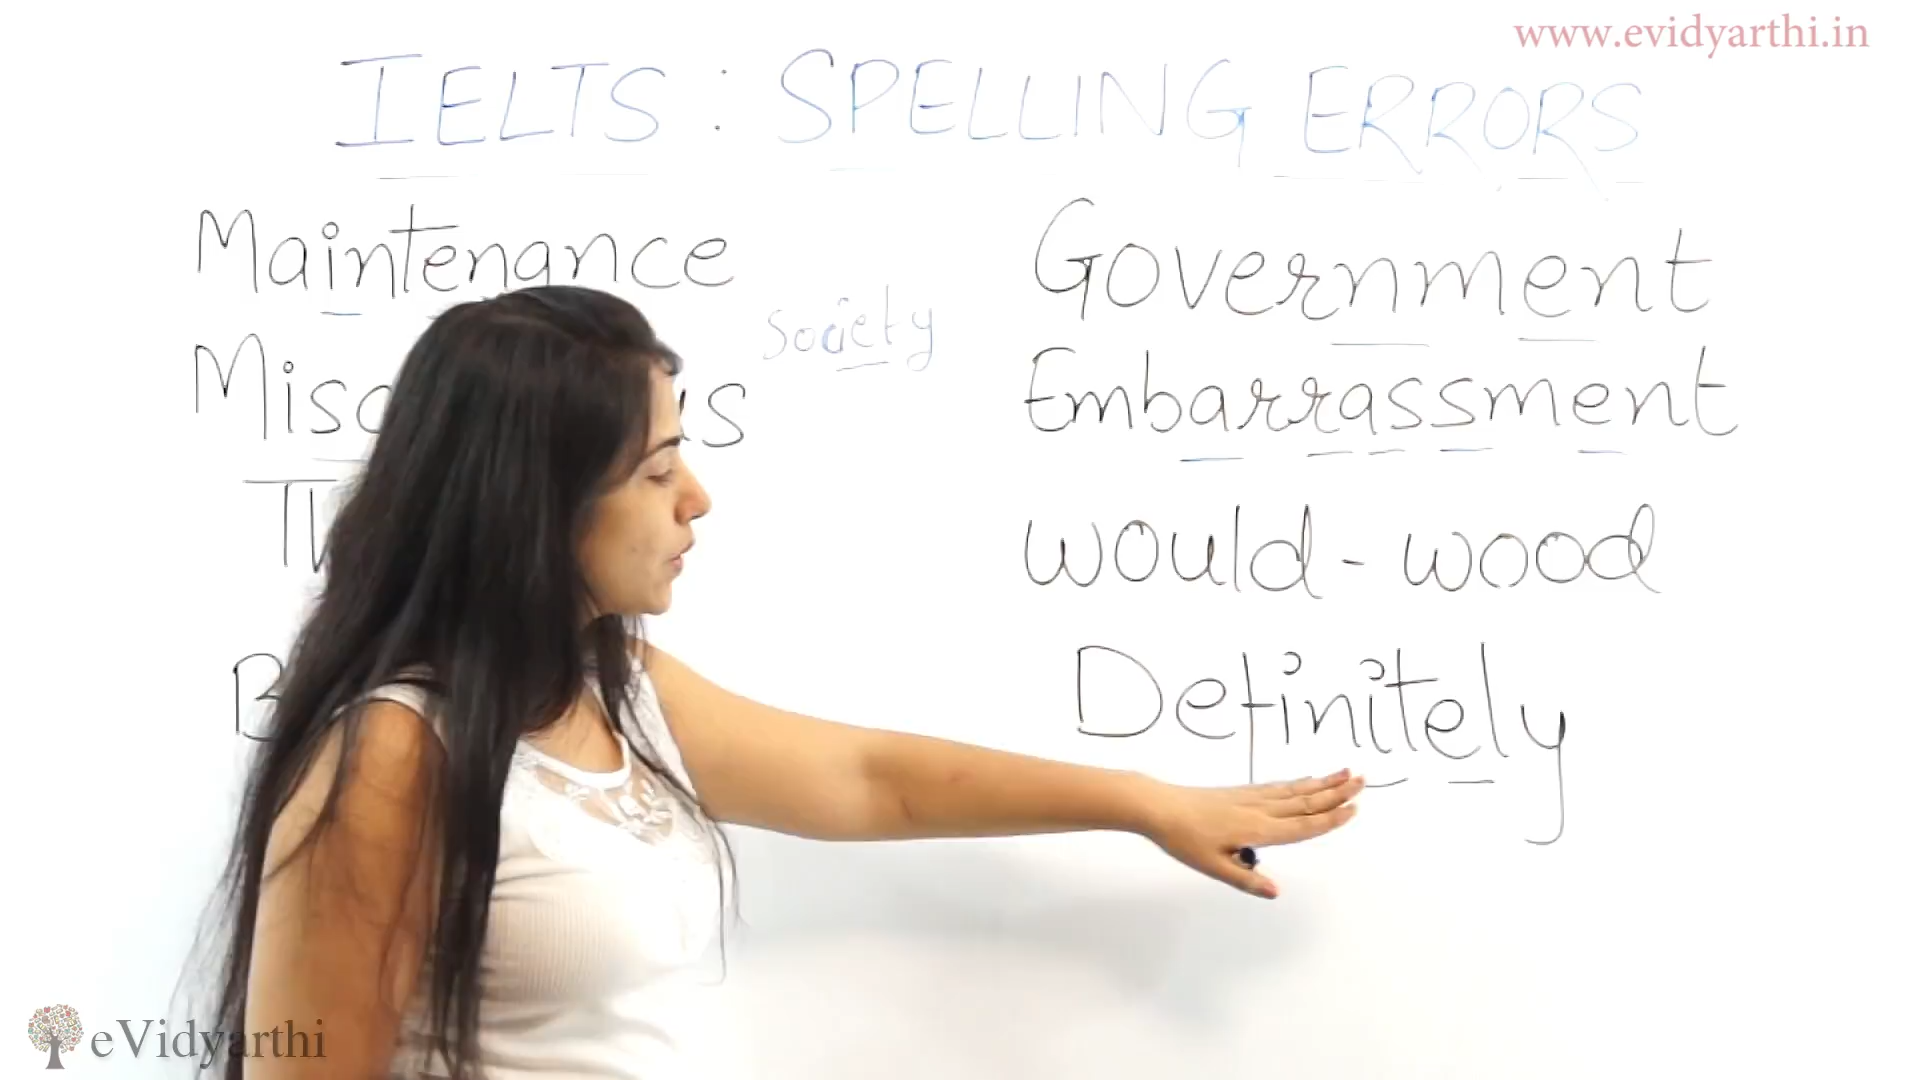 www.evidyarthi.in
IELTS : SPELLING ERRORS
Maintenance
Society
Government
Embarrassment
Would - wood
Definitely
eVidyarthi